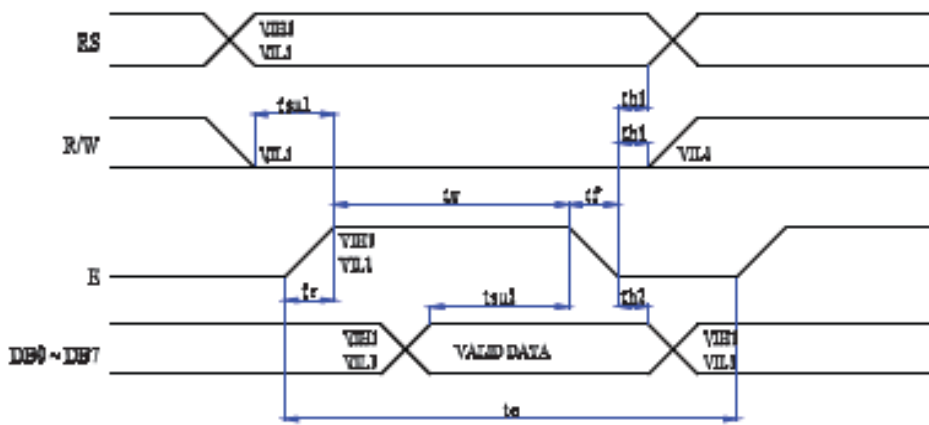 RS
VIH1
VIL1
th1
tsu1
th1
R/W
VIL1
VIL1
tw
tf
VIH1
VIL1
E
tr
tsu2
th2
VIH1
VIL1
VALID DATA
VIH1
VIL1
DB0 ~ DB7
tc